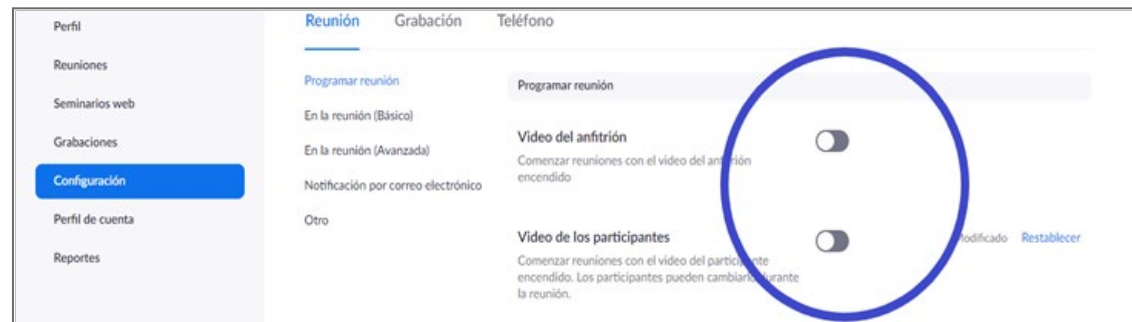 Perfil
Reuniones
Seminarios web
Grabaciones
Configuración
Perfil de cuenta
Reportes
Reunión Grabación Teléfono
Programar reunión
En la reunión (Básico)
En la reunión (Avanzada)
Notificación por correo electrónico
Otro
Programar reunión
Video del anfitrión
Comenzar reuniones con el video del anfitrión
encendido
Video de los participantes
Modificado Restablecer
Comenzar reuniones con el video del participante
encendido. Los participantes pueden cambiarlo durante
la reunión.